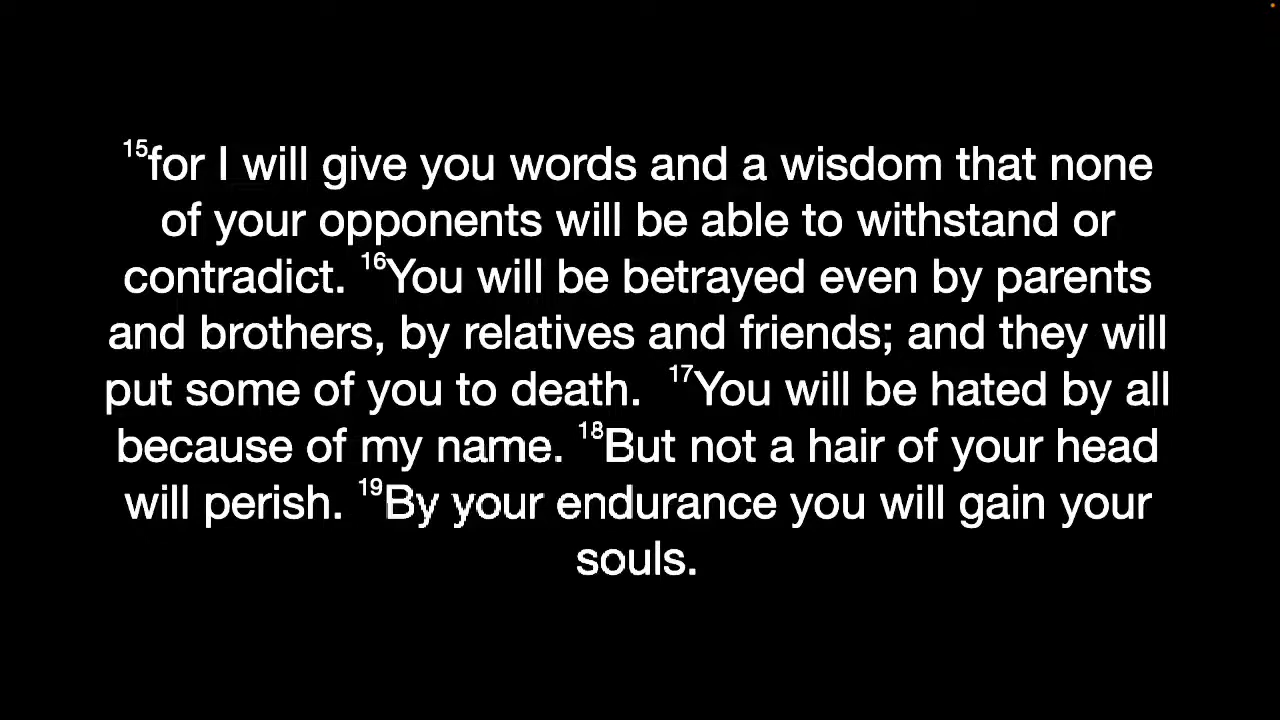 15for I will give you words and a wisdom that none
of your opponents will be able to withstand or
contradict. 16You will be betrayed even by parents
and brothers, by relatives and friends; and they will
put some of you to death. 17You will be hated by all
because of my name. 18But not a hair of your head
will perish. 19By your endurance you will gain your
souls.